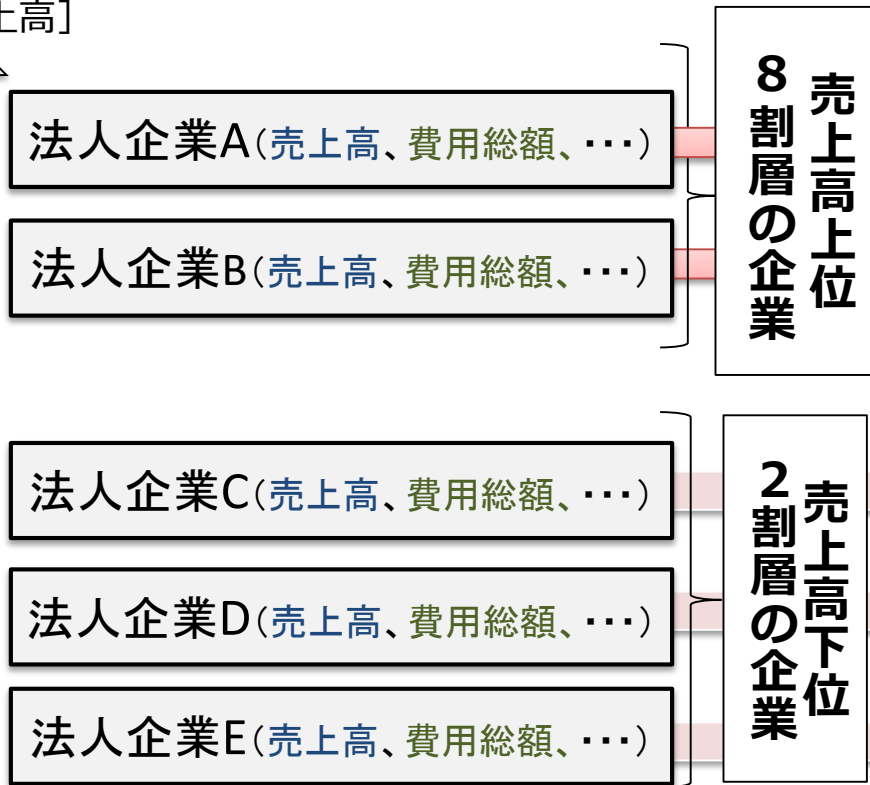 上高］
法人企業A（売上高、費用総額、･･･）
法人企業B（売上高、費用総額、･･･）
売上高上位
８割層の企業
法人企業C（売上高、費用総額、･･･）
法人企業D（売上高、費用総額、･･･）
法人企業E（売上高、費用総額、･･･）
売上高下位
２割層の企業